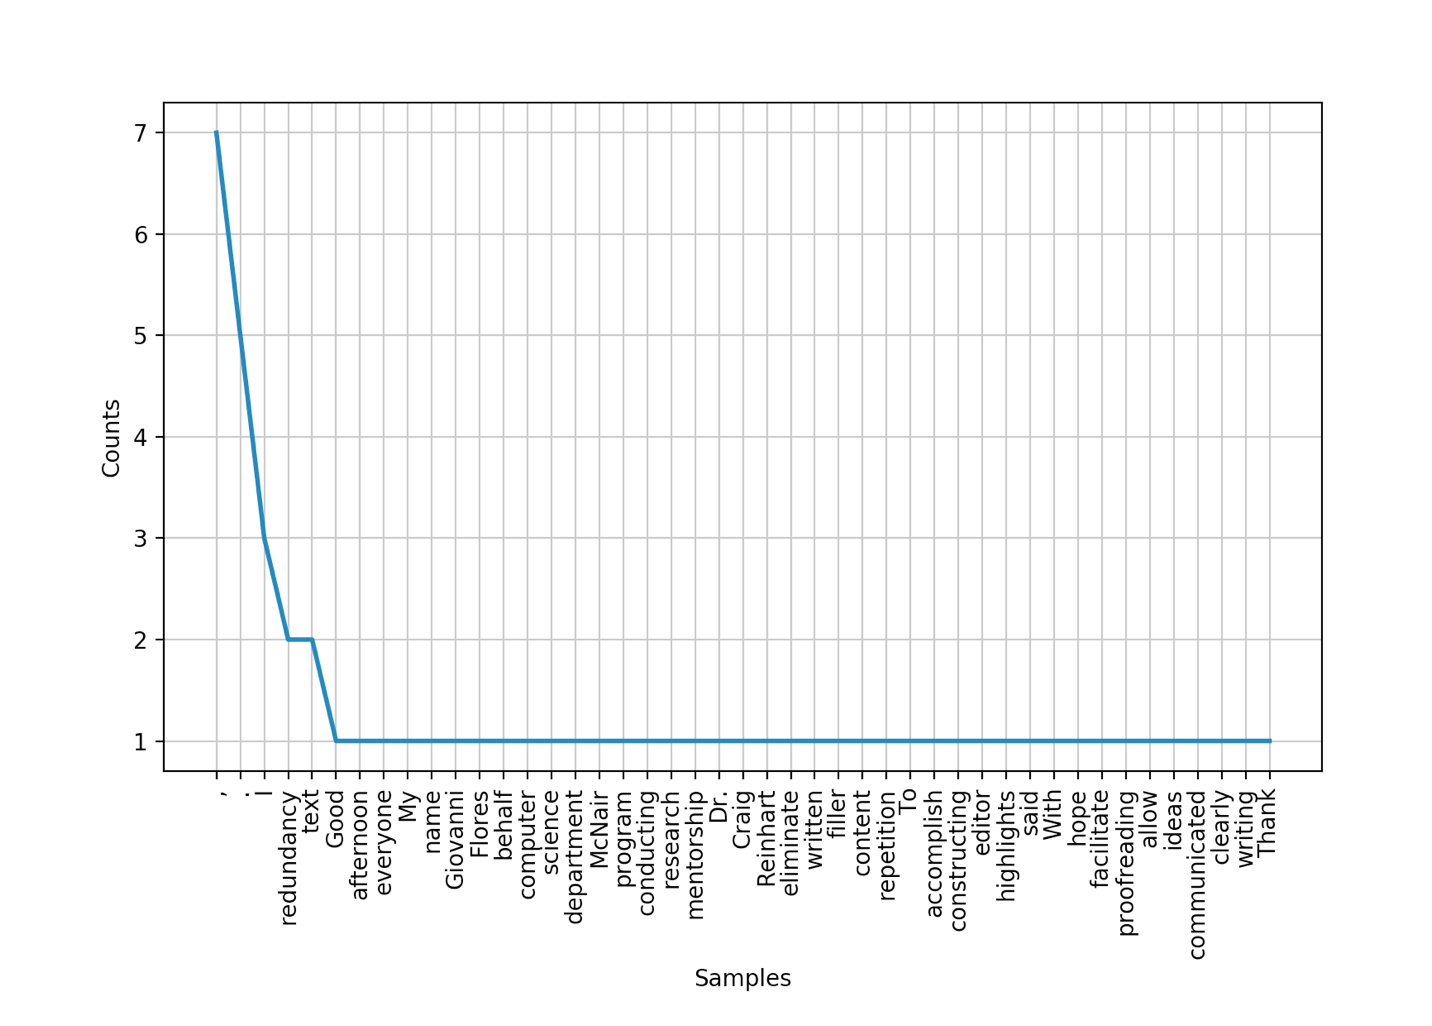 7
6
5
4
3
2
1
Counts
,
.
I
redundancy
text
Good
afternoon
everyone
My
name
Giovanni
Flores
behalf
computer
science
department
McNair
program
conducting
research
mentorship
Dr.
Craig
Reinhart
eliminate
written
filler
content
repetition
To
accomplish
constructing
editor
highlights
said
With
hope
facilitate
proofreading
allow
ideas
communicated
clearly
writing
Thank
Samples